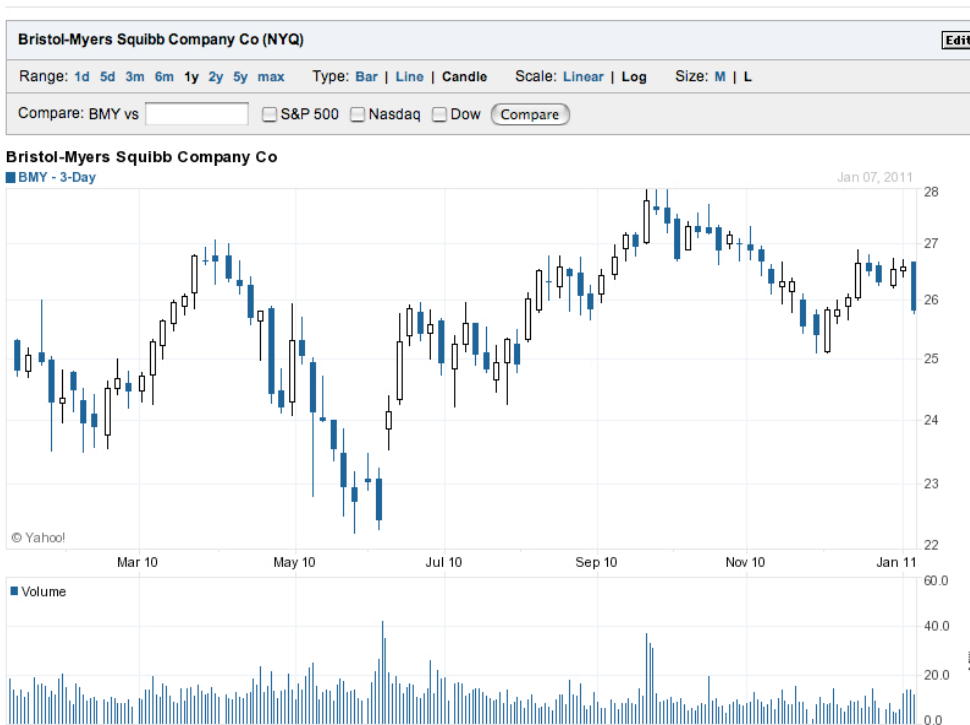 Bristol-Myers Squibb Company Co (NYQ)
Edit
Range: 1d 5d 3m 6m 1y 2y 5y max Type: Bar | Line | Candle Scale: Linear | Log Size: M | L
Compare: BMY vs S&P 500 Nasdaq Dow Compare
Bristol-Myers Squibb Company Co
BMY - 3-Day Jan 07, 2011
28
27
26
25
24
23
© Yahoo!
22
Mar 10 May 10 Jul 10 Sep 10 Nov 10 Jan 11
60.0
Volume
40.0
20.0
0.0